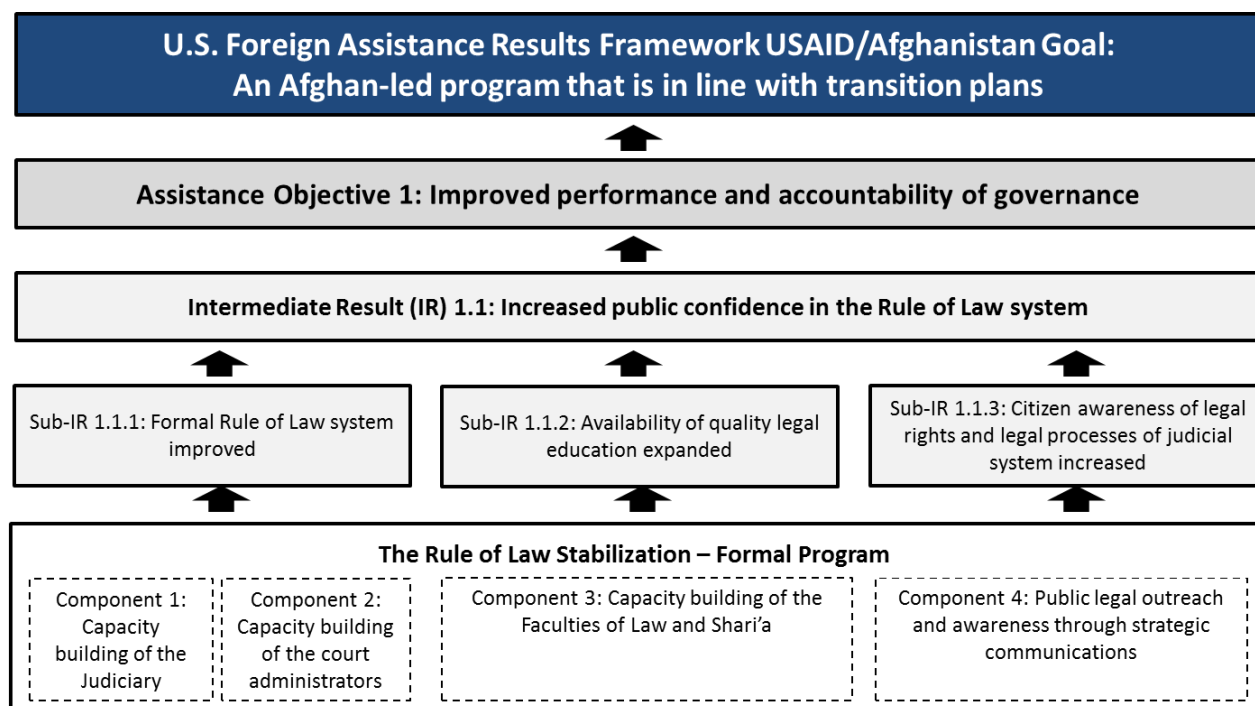 U.S. Foreign Assistance Results Framework USAID/Afghanistan Goal:
An Afghan-led program that is in line with transition plans
Assistance Objective 1: Improved performance and accountability of governance
Intermediate Result (IR) 1.1: Increased public confidence in the Rule of Law system
Sub-IR 1.1.1: Formal Rule of Law system
improved
Sub-IR 1.1.2: Availability of quality legal
education expanded
Sub-IR 1.1.3: Citizen awareness of legal
rights and legal processes of judicial
system increased
The Rule of Law Stabilization – Formal Program
Component 1:
Capacity
building of the
Judiciary
Component 2:
Capacity building
of the court
administrators
Component 3: Capacity building of the
Faculties of Law and Shari’a
Component 4: Public legal outreach
and awareness through strategic
communications